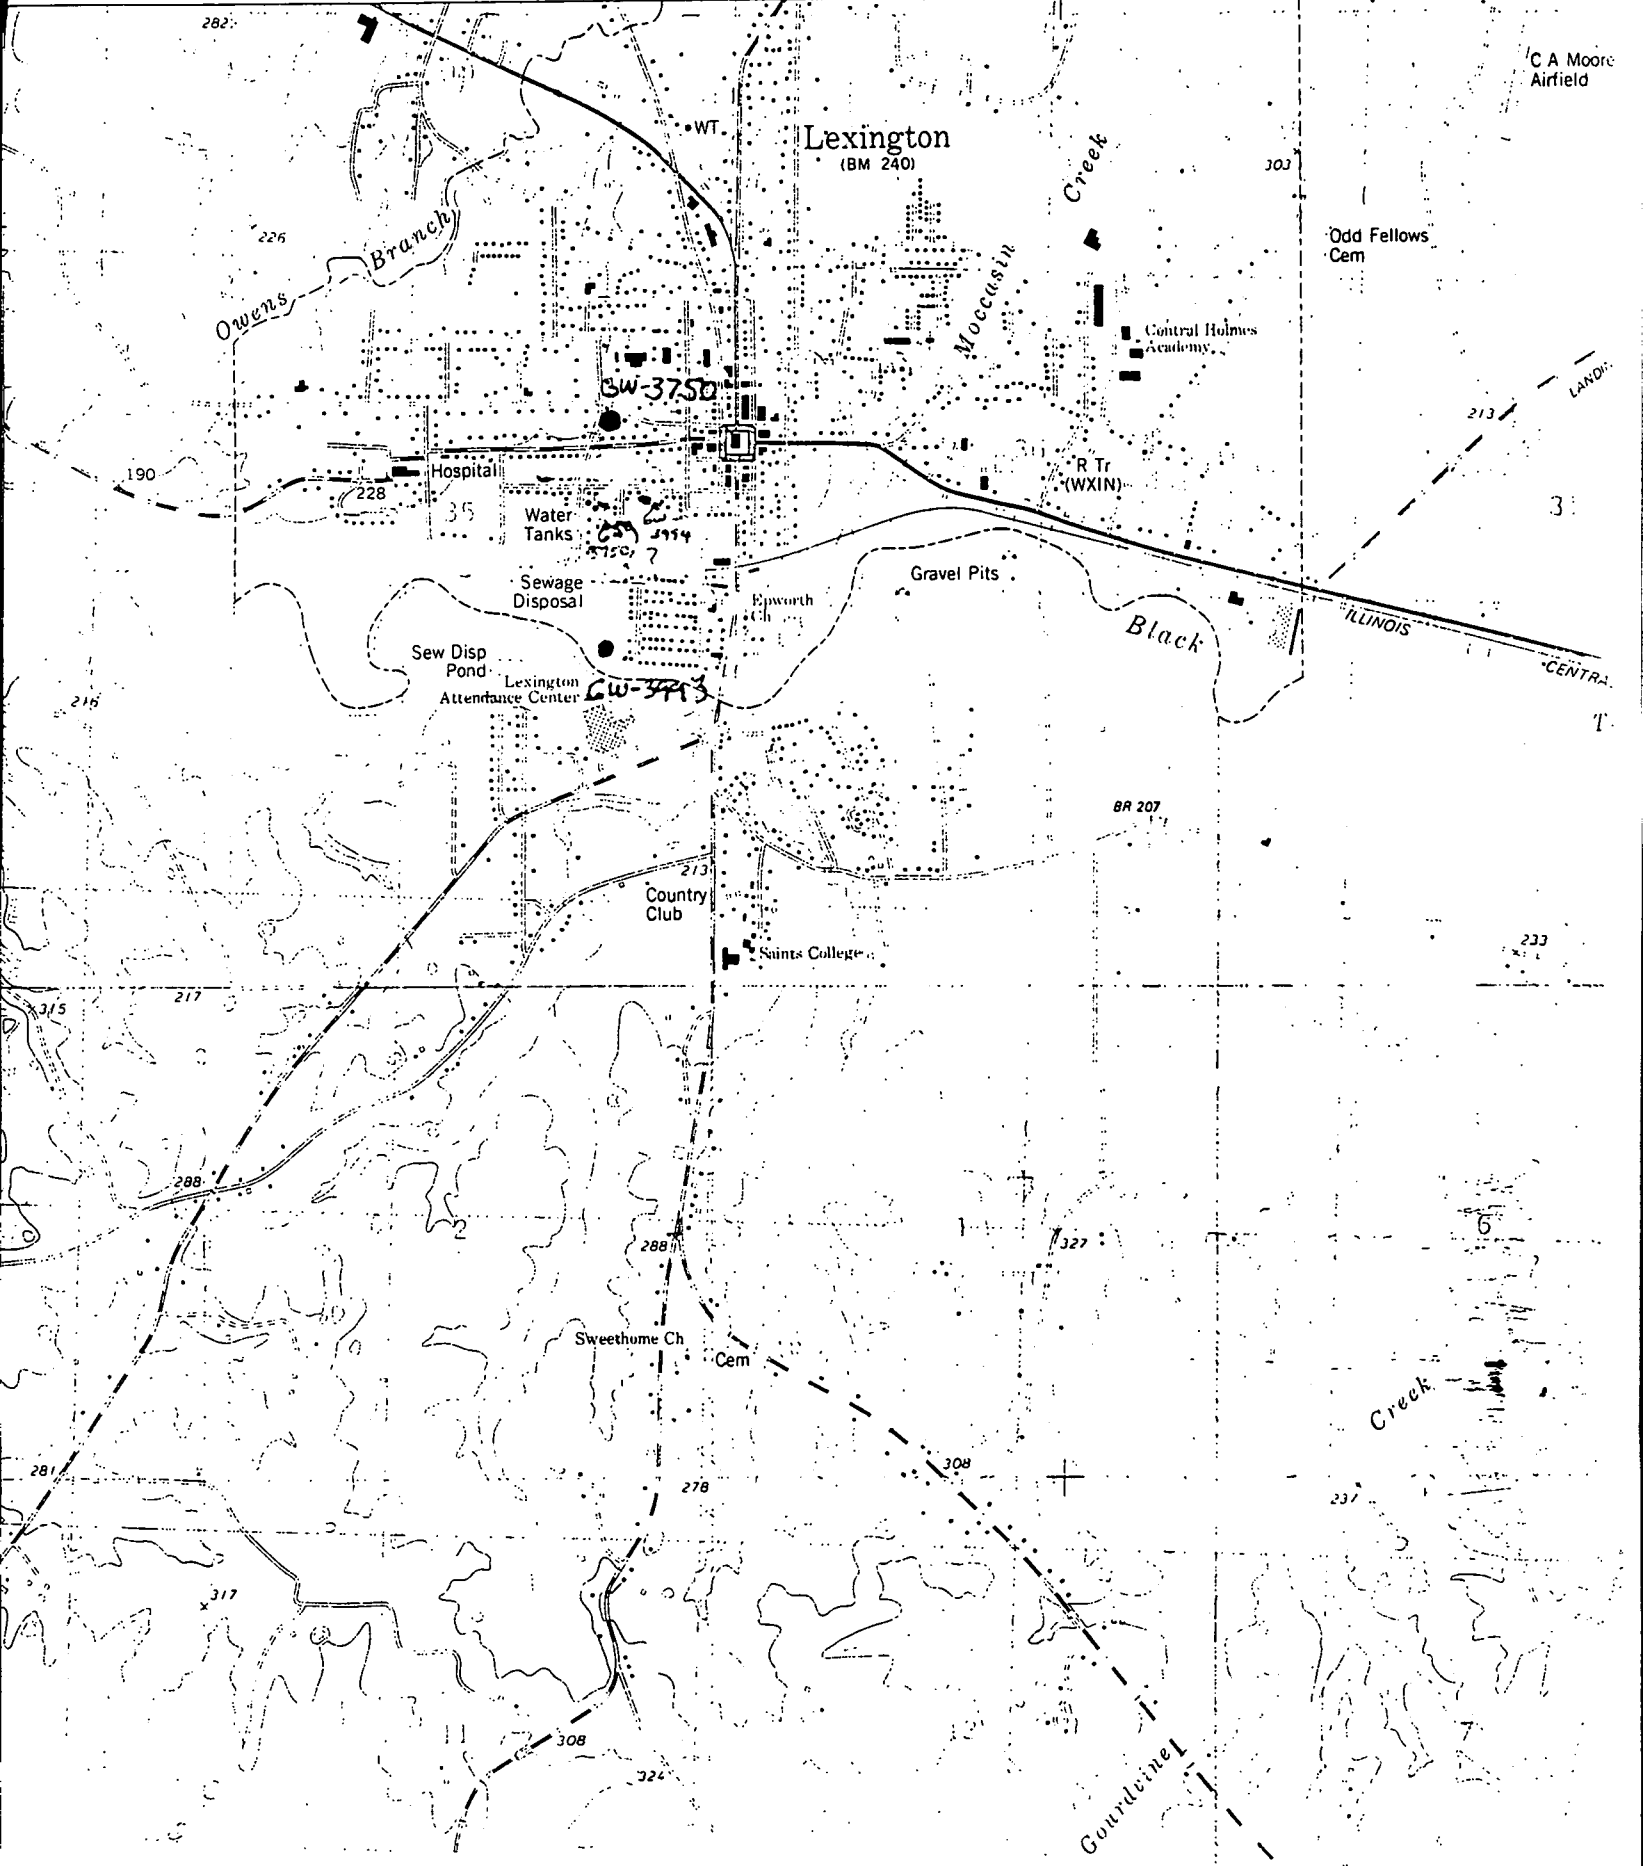 282
C A Moore
Airfield
WT
Lexington
(BM 240)
Creek
303
226
Branch
Owens
Odd Fellows
Cem
Moccasin
Central Holmes
Academy
GW-3750
213
190
Hospital
228
35
R Tr
(WXIN)
Water
Tanks
3994
?
Sewage
Disposal
Gravel Pits
Epworth
Ch
Black
ILLINOIS
Sew Disp
Pond
Lexington
Attendance Center
216
T
BR 207
213
Country
Club
Saints College
233
217
315
288
2
288
1
327
6
Sweethome Ch
Cem
Creek
281
308
278
237
317
308
324
7
Gourdvine